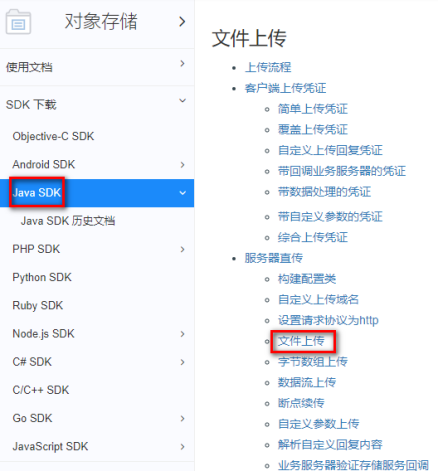 对象存储
使用文档
SDK 下载
Objective-C SDK
Android SDK
Java SDK
Java SDK 历史文档
PHP SDK
Python SDK
Ruby SDK
Node.js SDK
C# SDK
C/C++ SDK
Go SDK
JavaScript SDK
文件上传
上传流程
客户端上传凭证
简单上传凭证
覆盖上传凭证
自定义上传回复凭证
带回调业务服务器的凭证
带数据处理的凭证
带自定义参数的凭证
综合上传凭证
服务器直传
构建配置类
自定义上传域名
设置请求协议为http
文件上传
字节数组上传
数据流上传
断点续传
自定义参数上传
解析自定义回复内容
业务服务器验证存储服务回调